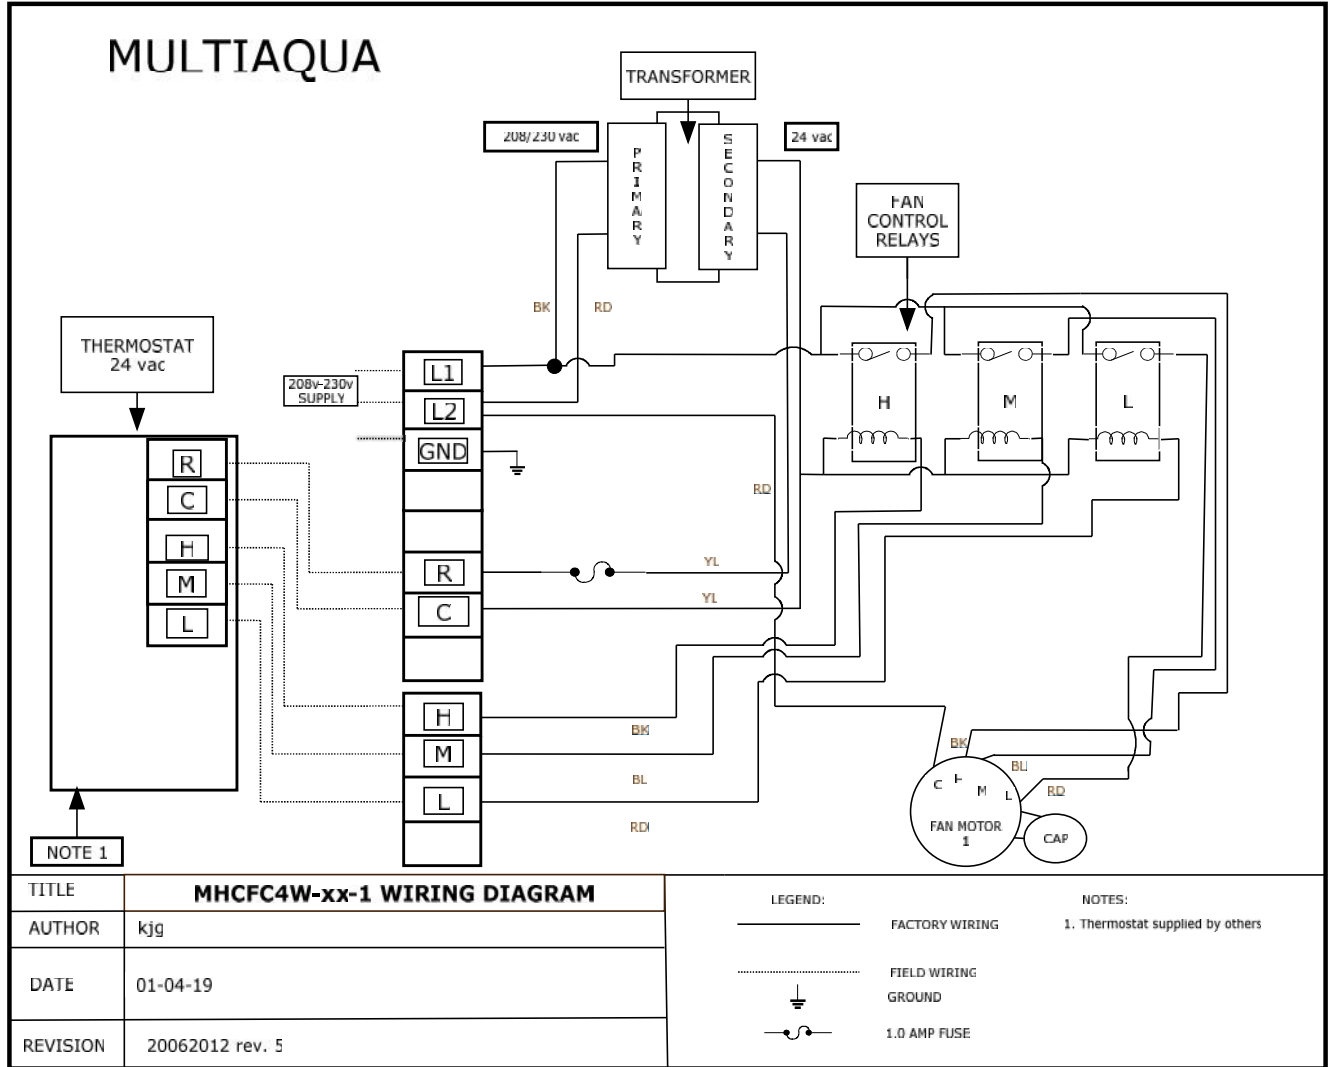 MULTIAQUA
TRANSFORMER
208/230 vac
24 vac
PRIMARY
SECONDARY
FAN
CONTROL
RELAYS
BK
RD
THERMOSTAT
24 vac
208v-230v
SUPPLY
L1
L2
GND
H
M
L
R
C
H
M
L
RD
R
YL
C
YL
H
BK
M
BL
L
RD
BK
BL
RD
C
H
M
L
FAN MOTOR
1
CAP
NOTE 1
TITLE
MHCFC4W-xx-1 WIRING DIAGRAM
AUTHOR
kjg
DATE
01-04-19
REVISION
20062012 rev. 5
LEGEND:
FACTORY WIRING
FIELD WIRING
GROUND
1.0 AMP FUSE
NOTES:
1. Thermostat supplied by others